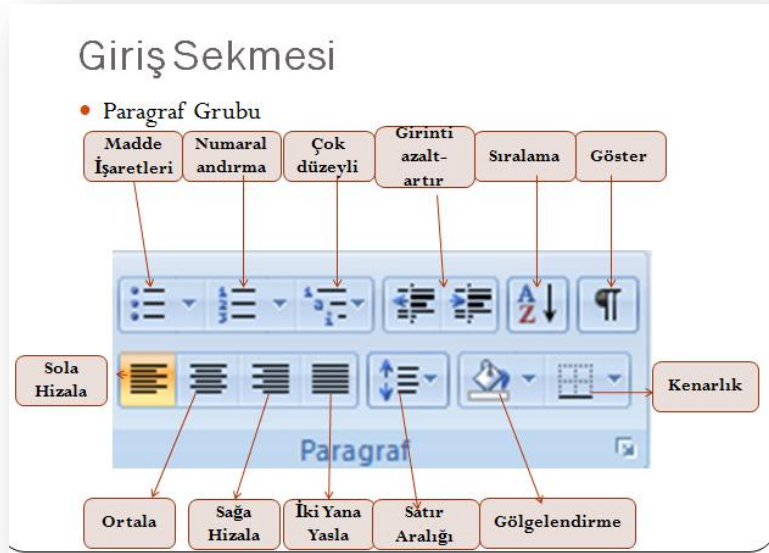 Giriş Sekmesi
• Paragraf Grubu
Madde
İşaretleri
Numaral
andırma
Çok
düzeyli
Girinti
azalt-
artır
Sıralama
Göster
Sola
Hizala
Kenarlık
Paragraf
Ortala
Sağa
Hizala
İki Yana
Yasla
Satır
Aralığı
Gölgelendirme